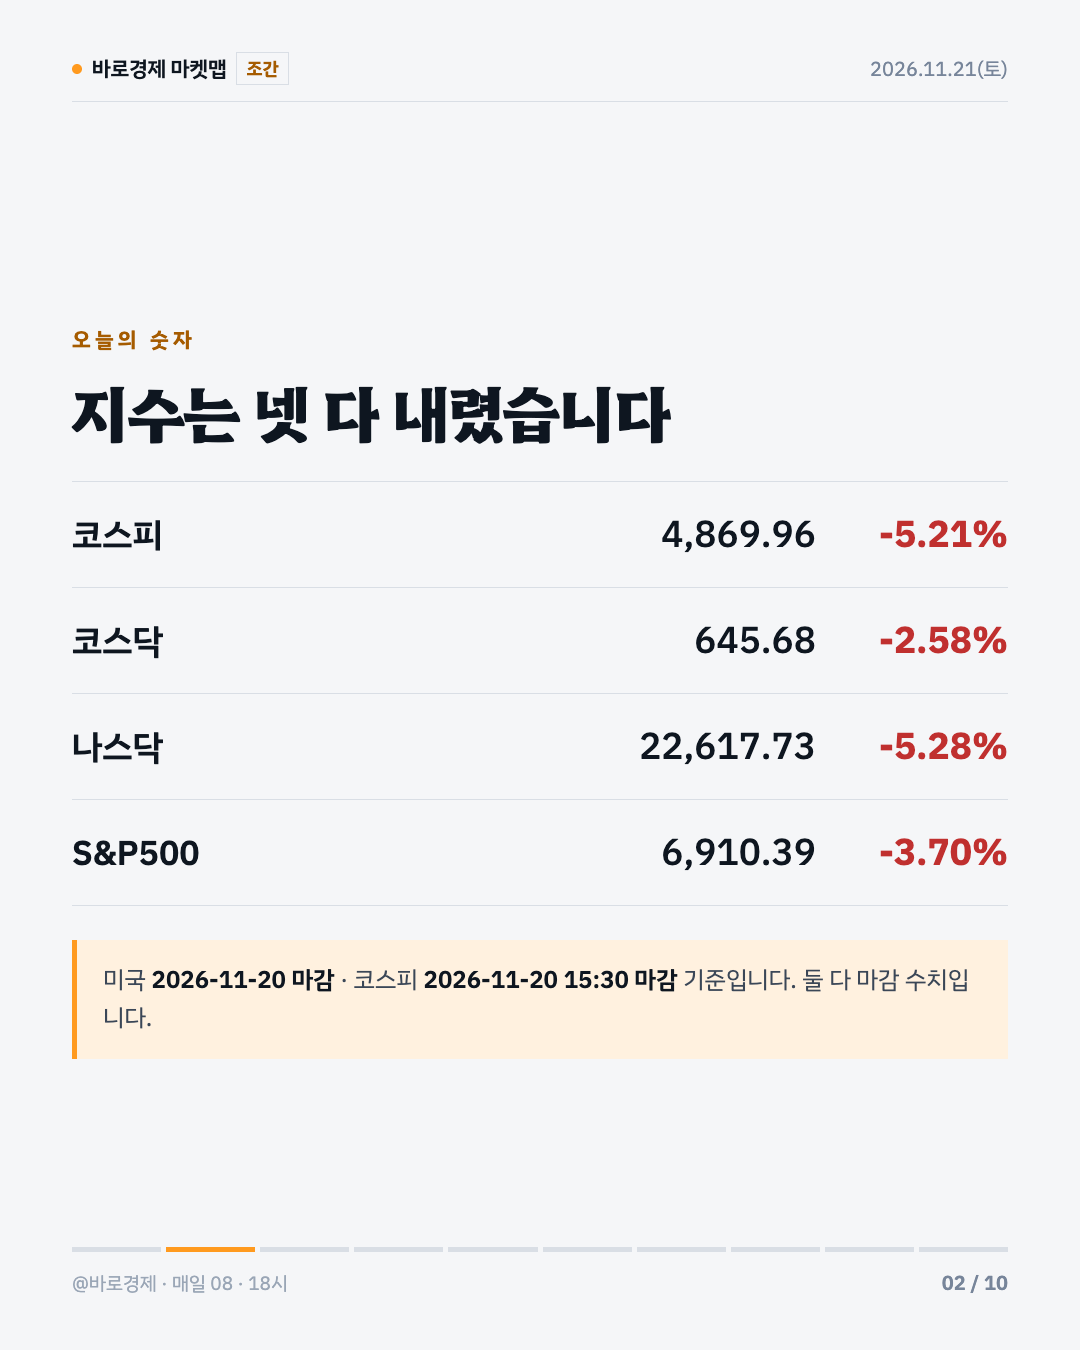 바로경제 마켓맵 조간 2026.11.21(토)
오늘의 숫자
지수는 넷 다 내렸습니다
코스피 4,869.96 -5.21%
코스닥 645.68 -2.58%
나스닥 22,617.73 -5.28%
S&P500 6,910.39 -3.70%
미국 2026-11-20 마감 · 코스피 2026-11-20 15:30 마감 기준입니다. 둘 다 마감 수치입
니다.
@바로경제 · 매일 08 · 18시 02 / 10